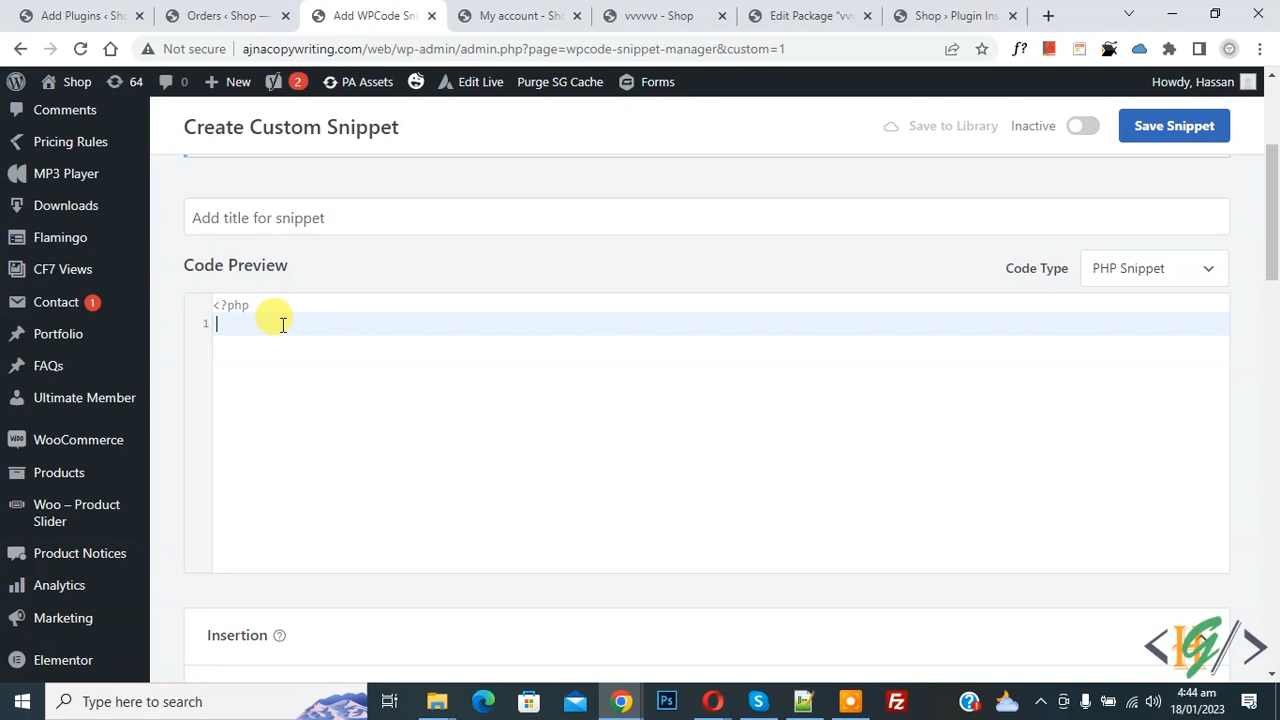 Add Plugins ‹ Sho
Orders ‹ Shop —
Add WPCode Sni
My account - Sho
vvvvvv - Shop
Edit Package "vvv
Shop › Plugin Ins
Not secure
ajnacopywriting.com/web/wp-admin/admin.php?page=wpcode-snippet-manager&custom=1
f?
Shop
64
0
New
2
PA Assets
Edit Live
Purge SG Cache
Forms
Howdy, Hassan
Comments
Pricing Rules
MP3 Player
Downloads
Flamingo
CF7 Views
Contact 1
Portfolio
FAQs
Ultimate Member
WooCommerce
Products
Woo – Product
Slider
Product Notices
Analytics
Marketing
Elementor
Create Custom Snippet
Save to Library
Inactive
Save Snippet
Add title for snippet
Code Preview
Code Type
PHP Snippet
<?php
1
Insertion
Type here to search
4:44 am
18/01/2023